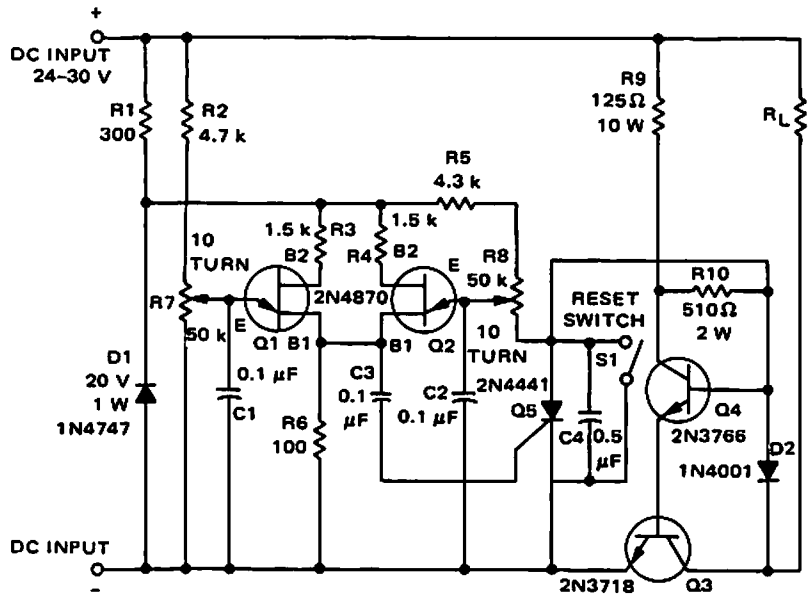 +
DC INPUT
24-30 V
R1
300
R2
4.7 k
R9
125Ω
10 W
RL
R5
4.3 k
1.5 k
R3
B2
1.5 k
R4
B2
10
TURN
R7
50 k
E
Q1
B1
2N4870
E
R8
50 k
B1
Q2
10
TURN
RESET
SWITCH
S1
R10
510Ω
2 W
D1
20 V
1 W
1N4747
0.1 µF
C1
C3
0.1
µF
C2
0.1 µF
R6
100
2N4441
Q5
C4
0.5
µF
Q4
2N3766
D2
1N4001
DC INPUT
-
2N3718
Q3